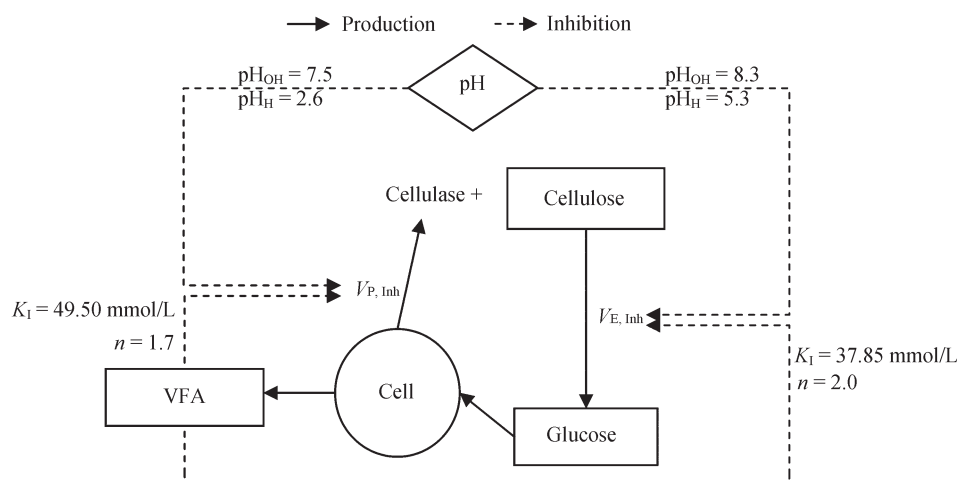 Production
Inhibition
pH_OH = 7.5
pH_H = 2.6
pH
pH_OH = 8.3
pH_H = 5.3
Cellulase +
Cellulose
V_P, Inh
V_E, Inh
K_I = 49.50 mmol/L
n = 1.7
K_I = 37.85 mmol/L
n = 2.0
VFA
Cell
Glucose